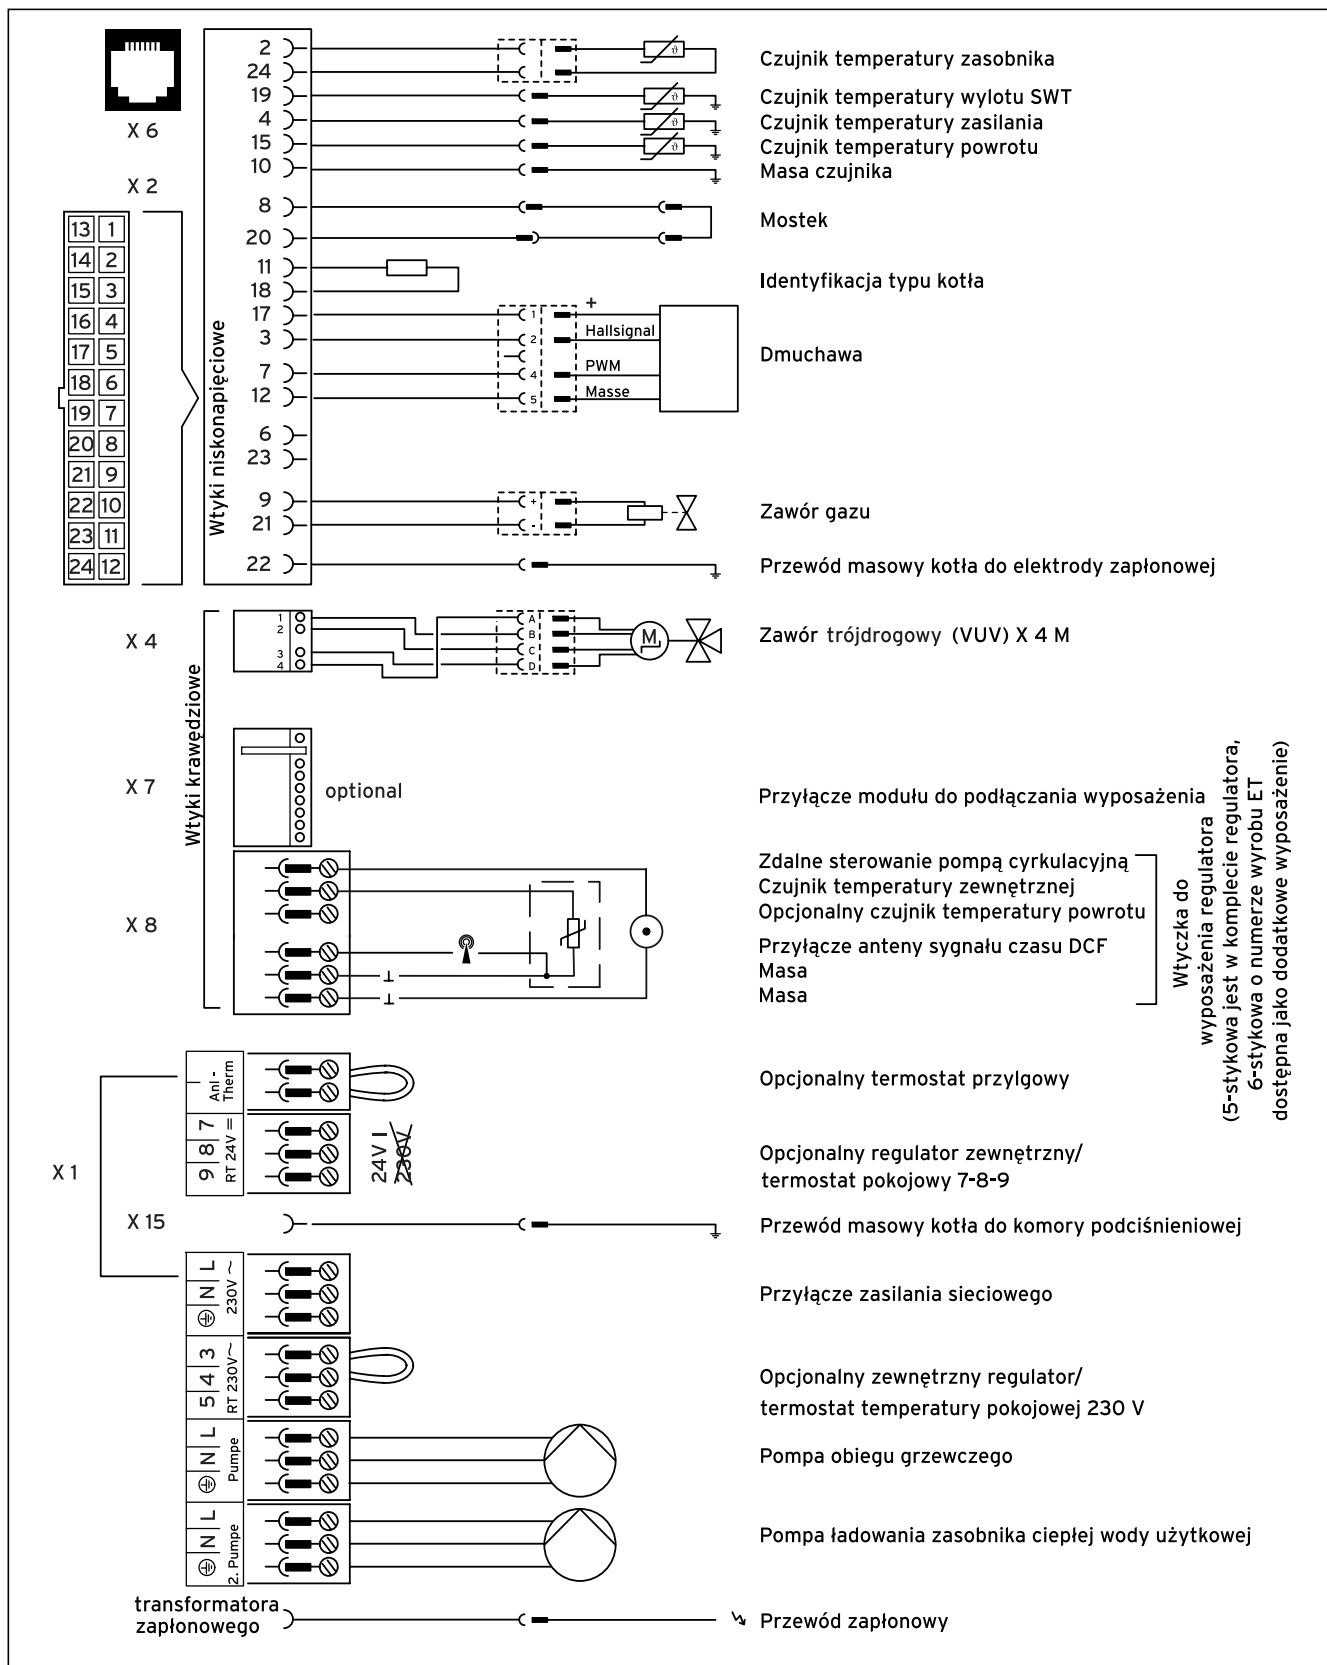 X 6
X 2
13 1
14 2
15 3
16 4
17 5
18 6
19 7
20 8
21 9
22 10
23 11
24 12
Wtyki niskonapięciowe
2
24
Czujnik temperatury zasobnika
19
Czujnik temperatury wylotu SWT
4
Czujnik temperatury zasilania
15
Czujnik temperatury powrotu
10
Masa czujnika
8
20
Mostek
11
18
Identyfikacja typu kotła
17 1 +
3 2 Hallsignal
7 4 PWM
12 5 Masse
Dmuchawa
6
23
9 +
21 -
Zawór gazu
22
Przewód masowy kotła do elektrody zapłonowej
Wtyki krawędziowe
X 4
1
2
3
4
A
B
C
D
M
Zawór trójdrogowy (VUV) X 4 M
X 7
optional
Przyłącze modułu do podłączania wyposażenia
X 8
Zdalne sterowanie pompą cyrkulacyjną
Czujnik temperatury zewnętrznej
Opcjonalny czujnik temperatury powrotu
Przyłącze anteny sygnału czasu DCF
Masa
Masa
Wtyczka do
wyposażenia regulatora
(5-stykowa jest w komplecie regulatora,
6-stykowa o numerze wyrobu ET
dostępna jako dodatkowe wyposażenie)
X 1
Anl -
Therm
Opcjonalny termostat przylgowy
9 8 7
RT 24V =
24V
230V
Opcjonalny regulator zewnętrzny/
termostat pokojowy 7-8-9
X 15
Przewód masowy kotła do komory podciśnieniowej
N L
230V ~
Przyłącze zasilania sieciowego
5 4 3
RT 230V~
Opcjonalny zewnętrzny regulator/
termostat temperatury pokojowej 230 V
N L
Pumpe
Pompa obiegu grzewczego
N L
2. Pumpe
Pompa ładowania zasobnika ciepłej wody użytkowej
transformatora
zapłonowego
Przewód zapłonowy